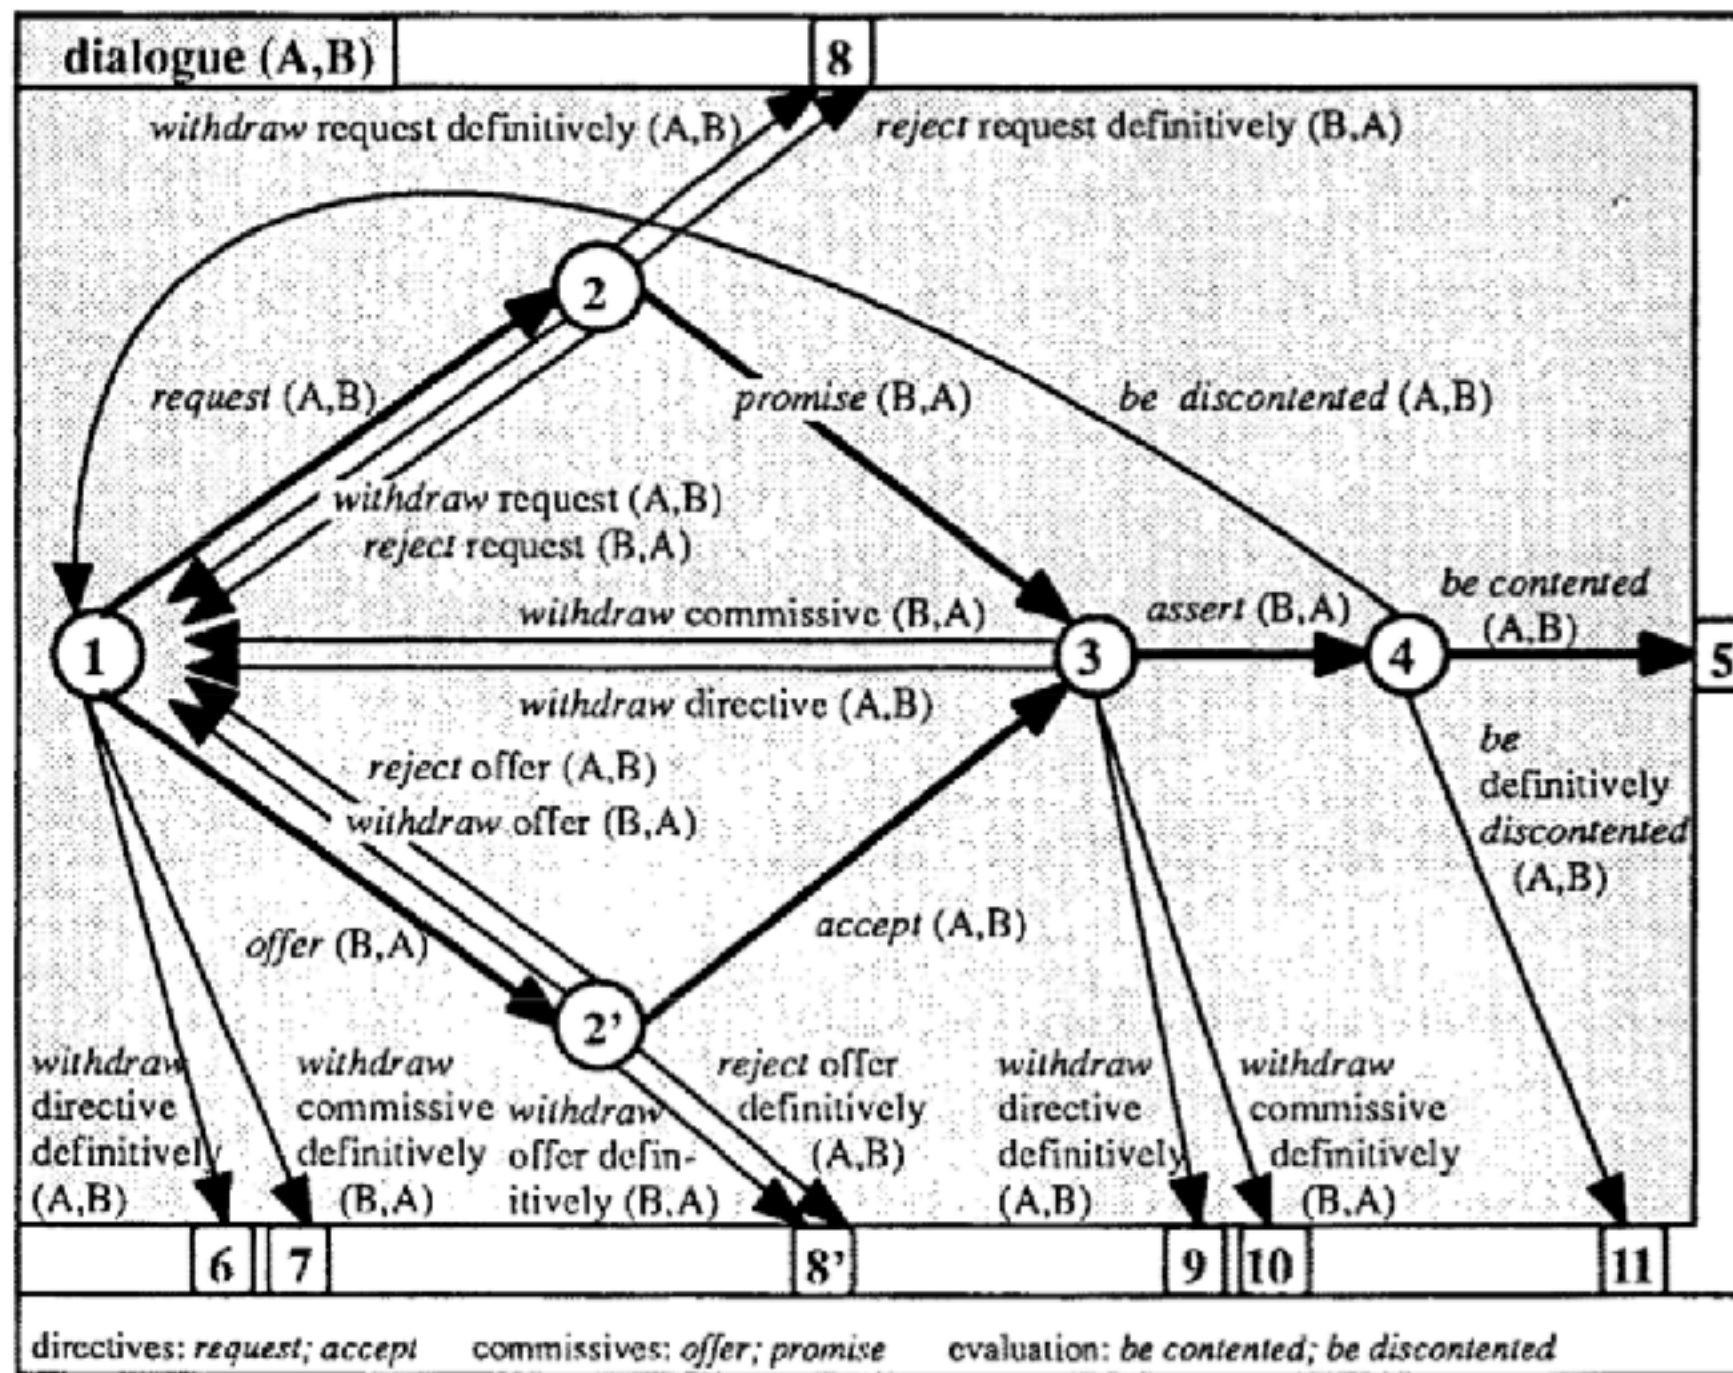 dialogue (A,B)
8
withdraw request definitively (A,B)
reject request definitively (B,A)
2
request (A,B)
promise (B,A)
be discontented (A,B)
withdraw request (A,B)
reject request (B,A)
be contented
(A,B)
withdraw commissive (B,A)
assert (B,A)
1
3
4
5
withdraw directive (A,B)
reject offer (A,B)
withdraw offer (B,A)
be
definitively
discontented
(A,B)
offer (B,A)
accept (A,B)
2'
withdraw
directive
definitively
(A,B)
withdraw
commissive
definitively
(B,A)
withdraw
offer defin-
itively (B,A)
reject offer
definitively
(A,B)
withdraw
directive
definitively
(A,B)
withdraw
commissive
definitively
(B,A)
6
7
8'
9
10
11
directives: request; accept commissives: offer; promise evaluation: be contented; be discontented